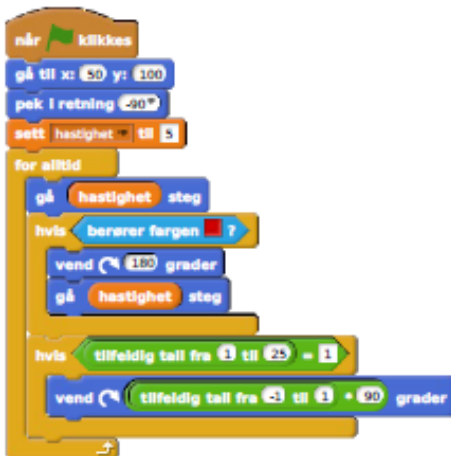 når klikkes
gå til x: 50 y: 100
pek i retning -90
sett hastighet til 5
for alltid
gå hastighet steg
hvis berører fargen ?
vend 180 grader
gå hastighet steg
hvis tilfeldig tall fra 1 til 25 = 1
vend tilfeldig tall fra -1 til 1 * 90 grader